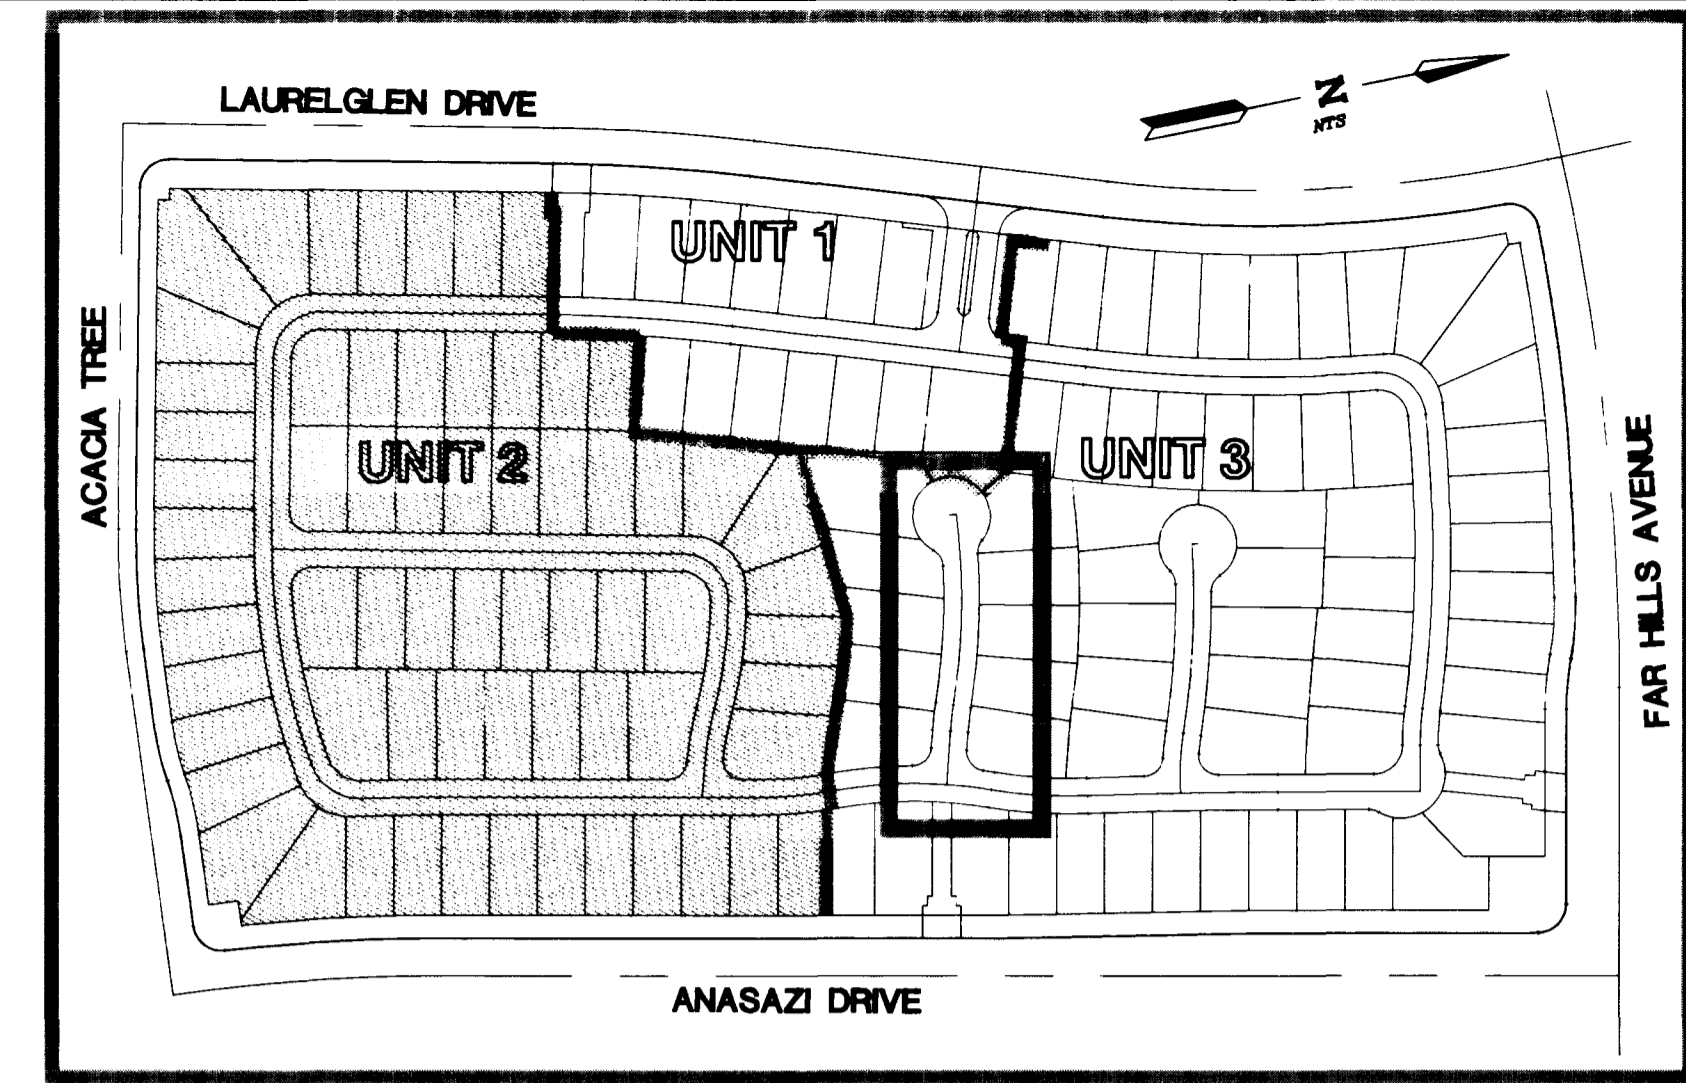 LAURELGLEN DRIVE
N
NTS
UNIT 1
ACACIA TREE
UNIT 2
UNIT 3
FAR HILLS AVENUE
ANASAZI DRIVE